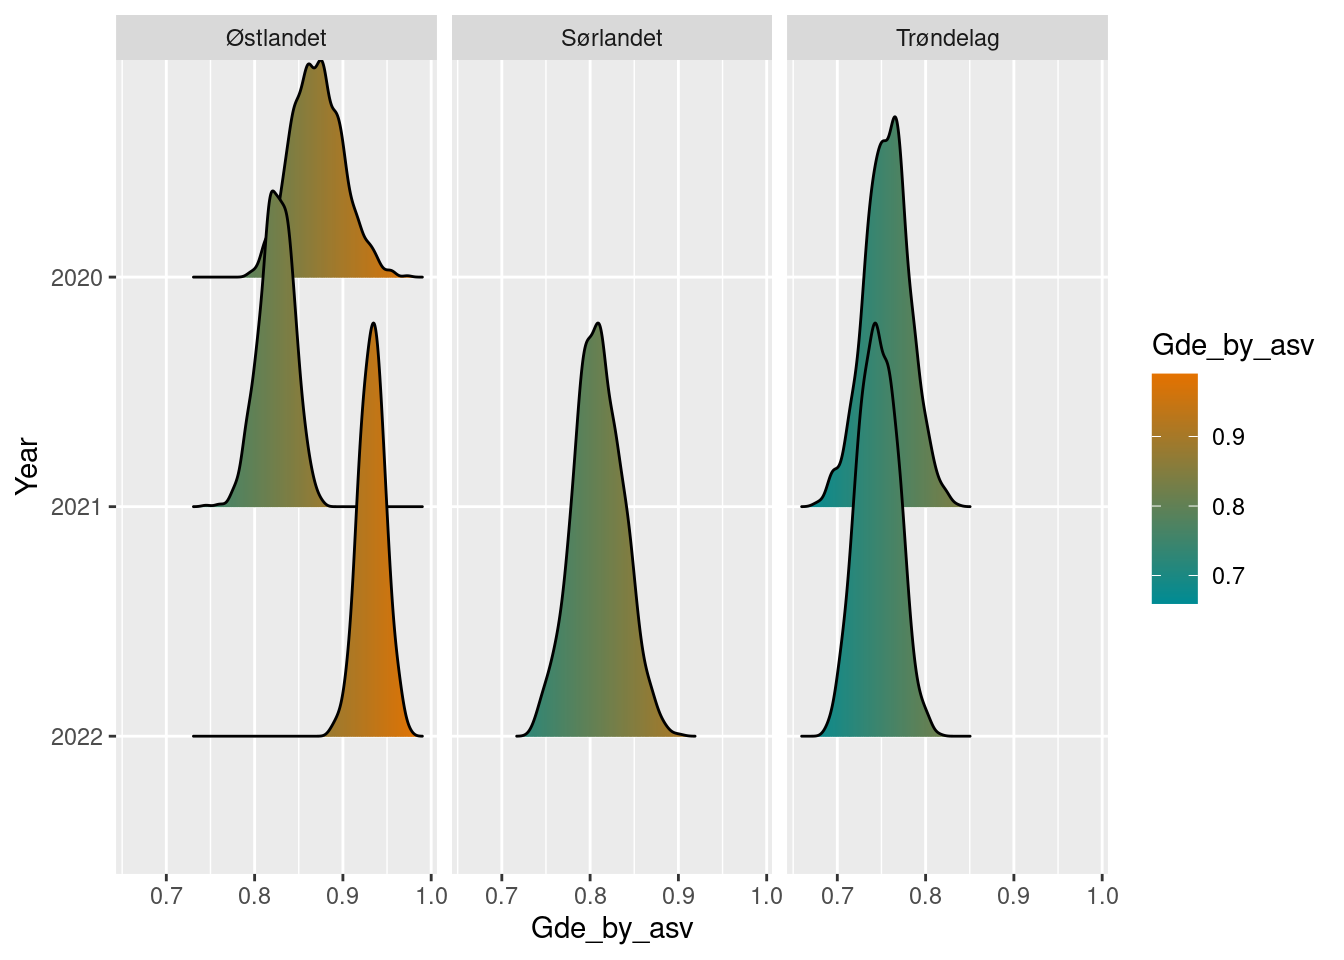 Østlandet
Sørlandet
Trøndelag
Year
2020
2021
2022
0.7 0.8 0.9 1.0
0.7 0.8 0.9 1.0
0.7 0.8 0.9 1.0
Gde_by_asv
Gde_by_asv
0.9
0.8
0.7